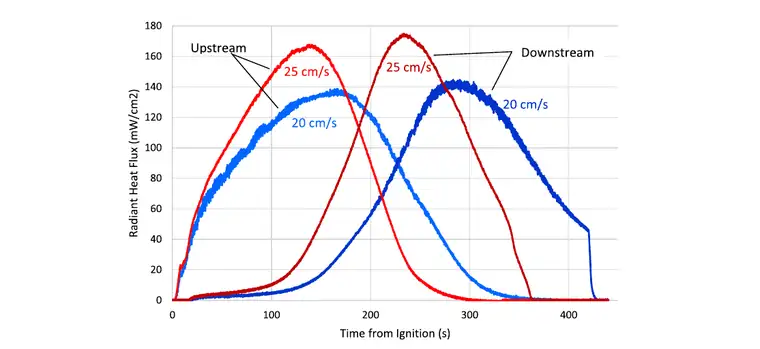 180
160
140
120
100
80
60
40
20
0
Radiant Heat Flux (mW/cm2)
Upstream
25 cm/s
20 cm/s
25 cm/s
Downstream
20 cm/s
0 100 200 300 400
Time from Ignition (s)